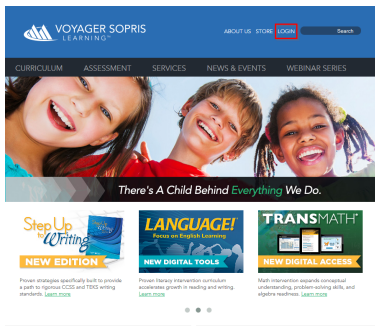 VOYAGER SOPRIS
LEARNING™
ABOUT US STORE LOGIN Search
CURRICULUM ASSESSMENT SERVICES NEWS & EVENTS WEBINAR SERIES
There's A Child Behind Everything We Do.
Step Up to Writing
NEW EDITION
LANGUAGE!
Focus on English Learning
NEW DIGITAL TOOLS
TRANSMATH®
NEW DIGITAL ACCESS
Proven strategies specifically built to provide
a path to rigorous CCSS and TEKS writing
standards. Learn more
Proven literacy intervention curriculum
accelerates growth in reading and writing.
Learn more
Math intervention expands conceptual
understanding, problem-solving skills, and
algebra readiness. Learn more